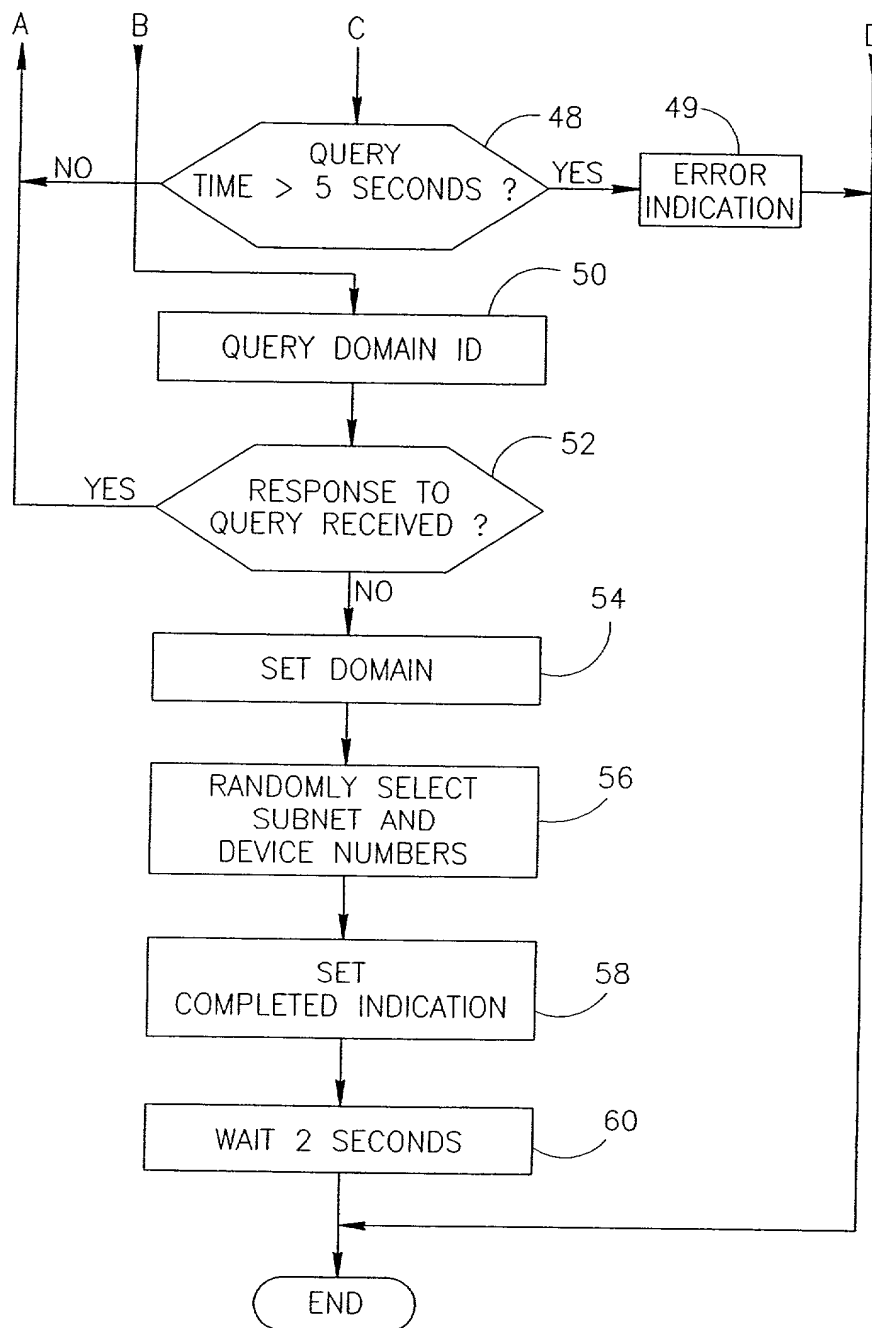 A
B
C
D
48
49
QUERY
TIME > 5 SECONDS ?
NO
YES
ERROR
INDICATION
50
QUERY DOMAIN ID
52
RESPONSE TO
QUERY RECEIVED ?
YES
NO
54
SET DOMAIN
56
RANDOMLY SELECT
SUBNET AND
DEVICE NUMBERS
58
SET
COMPLETED INDICATION
60
WAIT 2 SECONDS
END